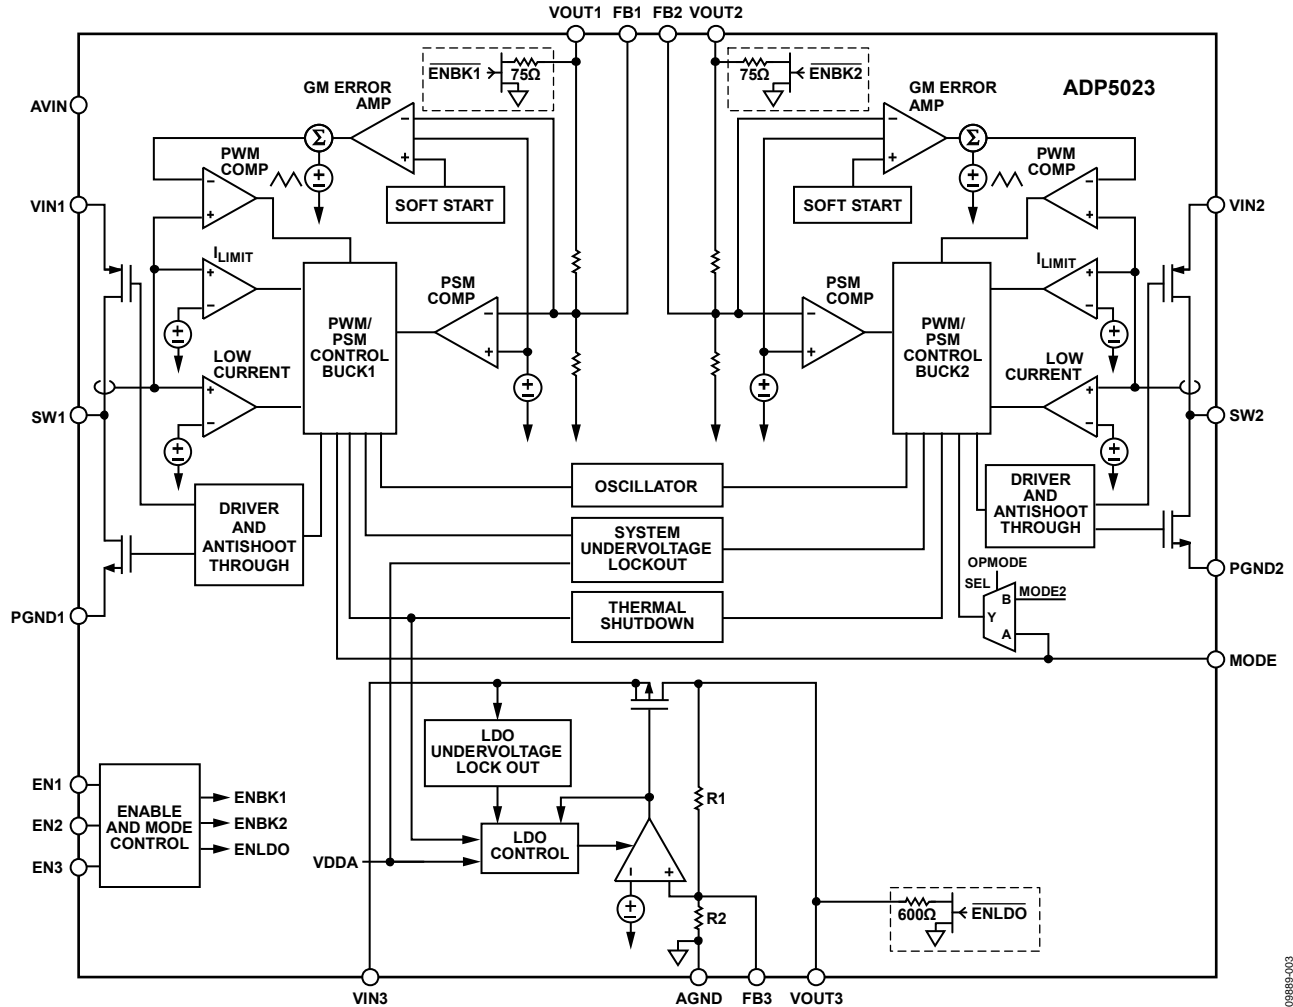 VOUT1 FB1 FB2 VOUT2
ENBK1
75Ω
75Ω
ENBK2
ADP5023
AVIN
GM ERROR
AMP
GM ERROR
AMP
Σ
Σ
PWM
COMP
PWM
COMP
VIN1
SOFT START
SOFT START
VIN2
ILIMIT
ILIMIT
PSM
COMP
PSM
COMP
PWM/
PSM
CONTROL
BUCK1
PWM/
PSM
CONTROL
BUCK2
LOW
CURRENT
LOW
CURRENT
SW1
SW2
OSCILLATOR
DRIVER
AND
ANTISHOOT
THROUGH
DRIVER
AND
ANTISHOOT
THROUGH
SYSTEM
UNDERVOLTAGE
LOCKOUT
OPMODE
SEL
B
MODE2
Y
A
PGND2
THERMAL
SHUTDOWN
PGND1
MODE
LDO
UNDERVOLTAGE
LOCK OUT
EN1
EN2
EN3
ENABLE
AND MODE
CONTROL
ENBK1
ENBK2
ENLDO
R1
VDDA
LDO
CONTROL
R2
600Ω
ENLDO
VIN3
AGND
FB3
VOUT3
09889-003